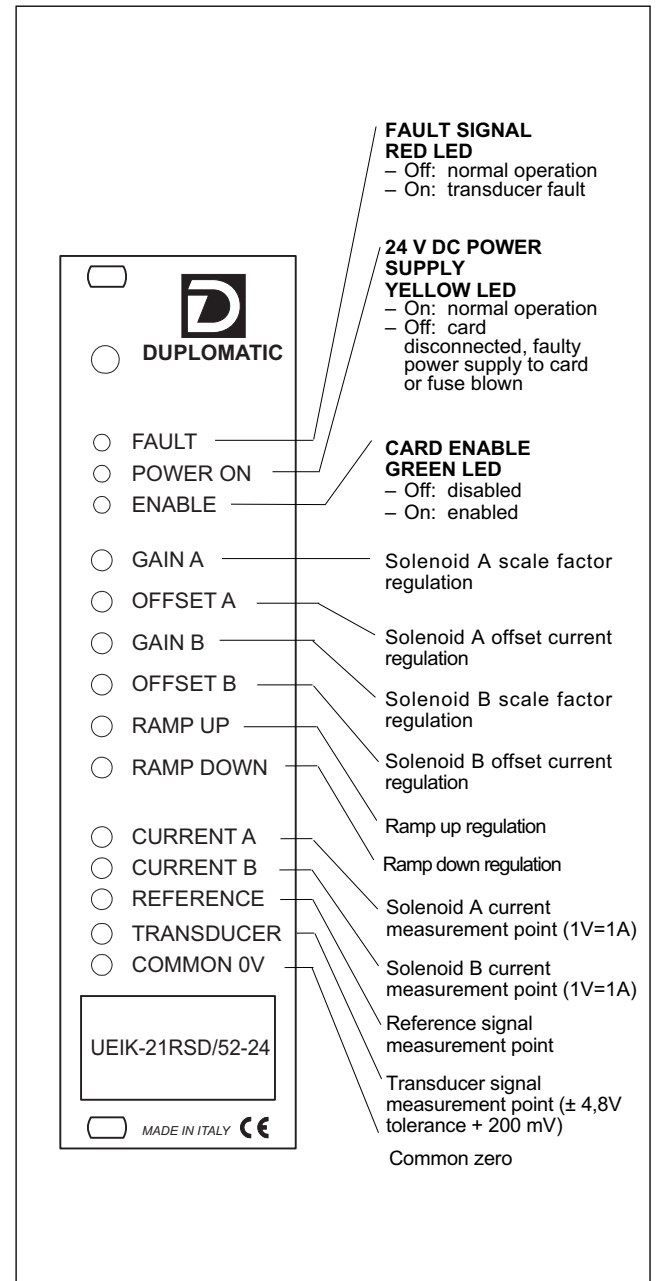 FAULT SIGNAL
RED LED
– Off: normal operation
– On: transducer fault
24 V DC POWER
SUPPLY
YELLOW LED
– On: normal operation
– Off: card
disconnected, faulty
power supply to card
or fuse blown
CARD ENABLE
GREEN LED
– Off: disabled
– On: enabled
Solenoid A scale factor
regulation
Solenoid A offset current
regulation
Solenoid B scale factor
regulation
Solenoid B offset current
regulation
Ramp up regulation
Ramp down regulation
Solenoid A current
measurement point (1V=1A)
Solenoid B current
measurement point (1V=1A)
Reference signal
measurement point
Transducer signal
measurement point (± 4,8V
tolerance + 200 mV)
Common zero
D
DUPLOMATIC
FAULT
POWER ON
ENABLE
GAIN A
OFFSET A
GAIN B
OFFSET B
RAMP UP
RAMP DOWN
CURRENT A
CURRENT B
REFERENCE
TRANSDUCER
COMMON 0V
UEIK-21RSD/52-24
MADE IN ITALY CE